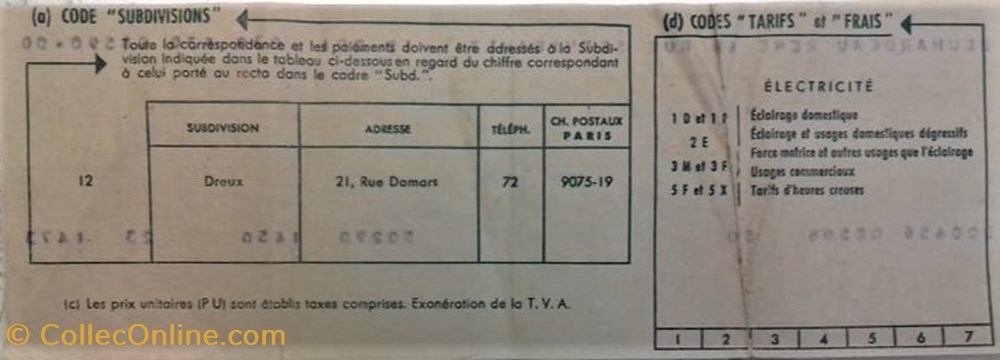 (a) CODE "SUBDIVISIONS"
Toute la correspondance et les paiements doivent être adressés à la Subdi-
vision indiquée dans le tableau ci-dessous en regard du chiffre correspondant
à celui porté au recto dans le cadre "Subd.".
SUBDIVISION ADRESSE TÉLÉPH. CH. POSTAUX
PARIS
12 Dreux 21, Rue Damars 72 9075-19
(c) Les prix unitaires (PU) sont établis taxes comprises. Exonération de la T. V. A.
(d) CODES "TARIFS" et "FRAIS"
ÉLECTRICITÉ
1 D et 1 F Éclairage domestique
2 E Éclairage et usages domestiques dégressifs
Force motrice et autres usages que l'éclairage
3 M et 3 F Usages commerciaux
5 F et 5 X Tarifs d'heures creuses
1 2 3 4 5 6 7
© CollecOnline.com